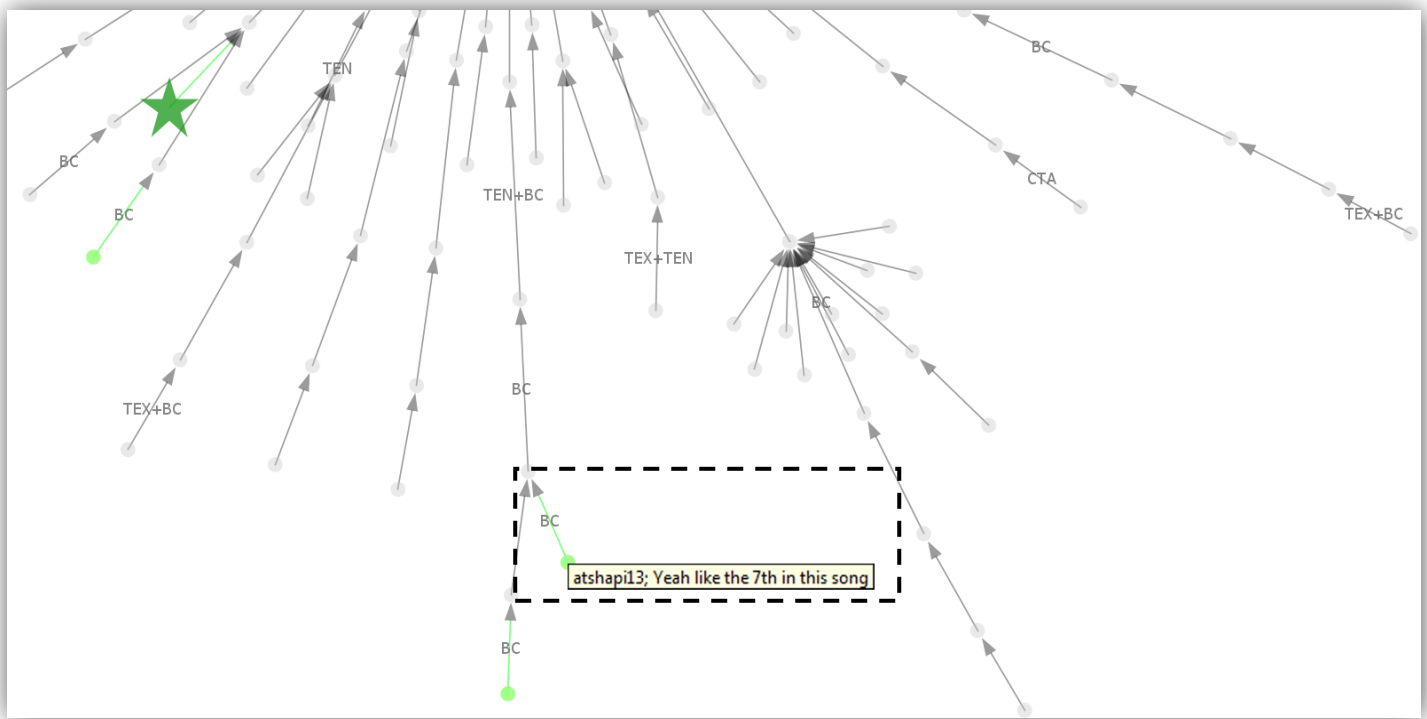 BC
TEN
BC
TEN+BC
CTA
BC
TEX+BC
TEX+TEN
BC
BC
TEX+BC
BC
atshapi13; Yeah like the 7th in this song
BC